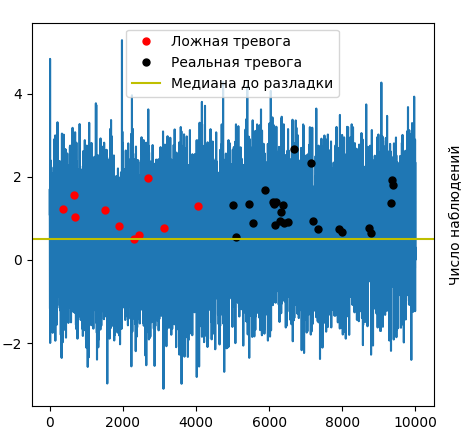 Ложная тревога
Реальная тревога
Медиана до разладки
4
2
0
−2
0
2000
4000
6000
8000
10000
Число наблюдений